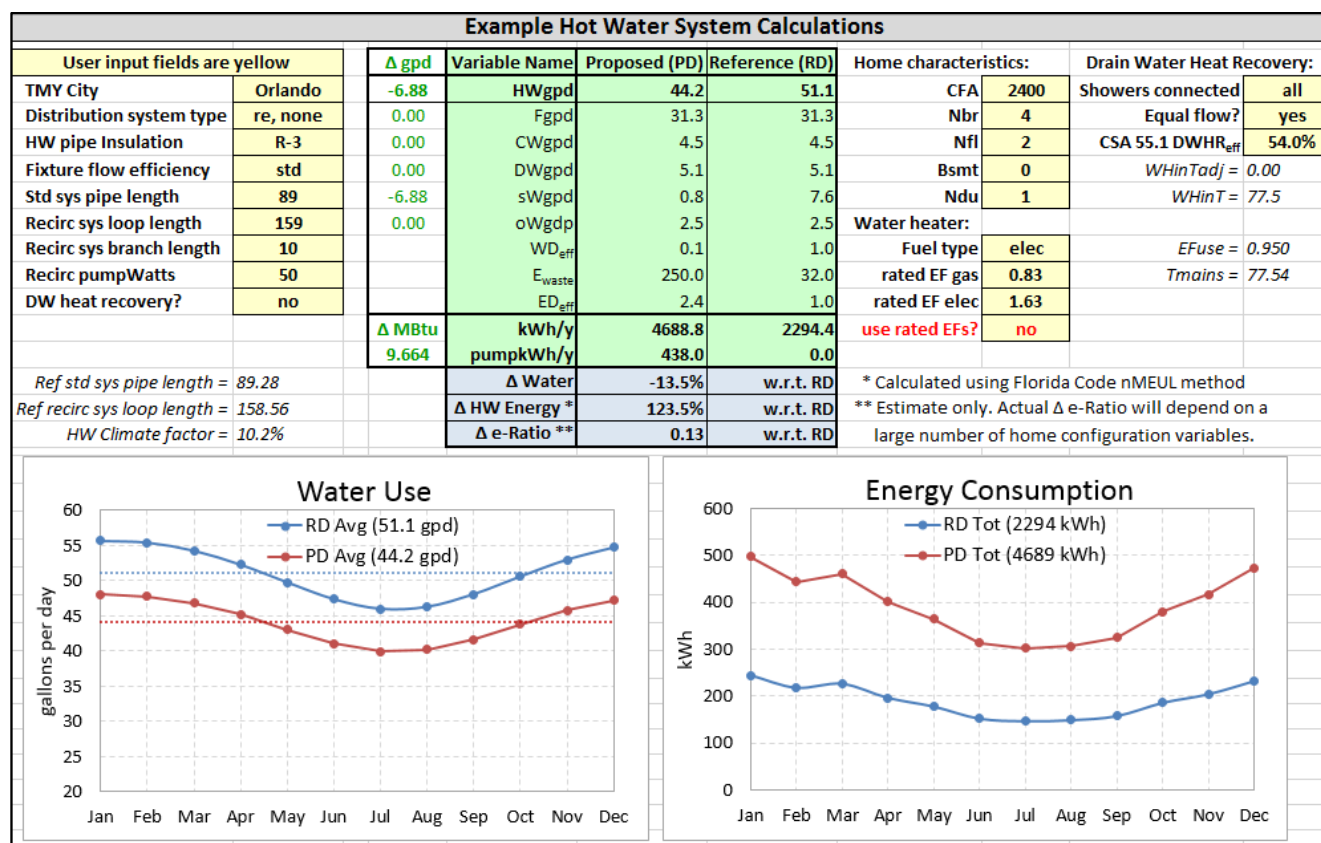 Example Hot Water System Calculations
User input fields are yellow Δ gpd Variable Name Proposed (PD) Reference (RD) Home characteristics: Drain Water Heat Recovery:
TMY City Orlando -6.88 HWgpd 44.2 51.1 CFA 2400 Showers connected all
Distribution system type re, none 0.00 Fgpd 31.3 31.3 Nbr 4 Equal flow? yes
HW pipe Insulation R-3 0.00 CWgpd 4.5 4.5 Nfl 2 CSA 55.1 DWHReff 54.0%
Fixture flow efficiency std 0.00 DWgpd 5.1 5.1 Bsmt 0 WHinTadj = 0.00
Std sys pipe length 89 -6.88 sWgpd 0.8 7.6 Ndu 1 WHinT = 77.5
Recirc sys loop length 159 0.00 oWgdp 2.5 2.5 Water heater:
Recirc sys branch length 10 WDeff 0.1 1.0 Fuel type elec EFuse = 0.950
Recirc pumpWatts 50 Ewaste 250.0 32.0 rated EF gas 0.83 Tmains = 77.54
DW heat recovery? no EDeff 2.4 1.0 rated EF elec 1.63
Δ MBtu kWh/y 4688.8 2294.4 use rated EFs? no
9.664 pumpkWh/y 438.0 0.0
Ref std sys pipe length = 89.28 Δ Water -13.5% w.r.t. RD * Calculated using Florida Code nMEUL method
Ref recirc sys loop length = 158.56 Δ HW Energy * 123.5% w.r.t. RD ** Estimate only. Actual Δ e-Ratio will depend on a
HW Climate factor = 10.2% Δ e-Ratio ** 0.13 w.r.t. RD large number of home configuration variables.
Water Use
RD Avg (51.1 gpd)
PD Avg (44.2 gpd)
gallons per day
60
55
50
45
40
35
30
25
20
Jan Feb Mar Apr May Jun Jul Aug Sep Oct Nov Dec
Energy Consumption
RD Tot (2294 kWh)
PD Tot (4689 kWh)
kWh
600
500
400
300
200
100
0
Jan Feb Mar Apr May Jun Jul Aug Sep Oct Nov Dec